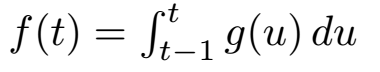 f(t) = ∫_{t−1}^{t} g(u) du